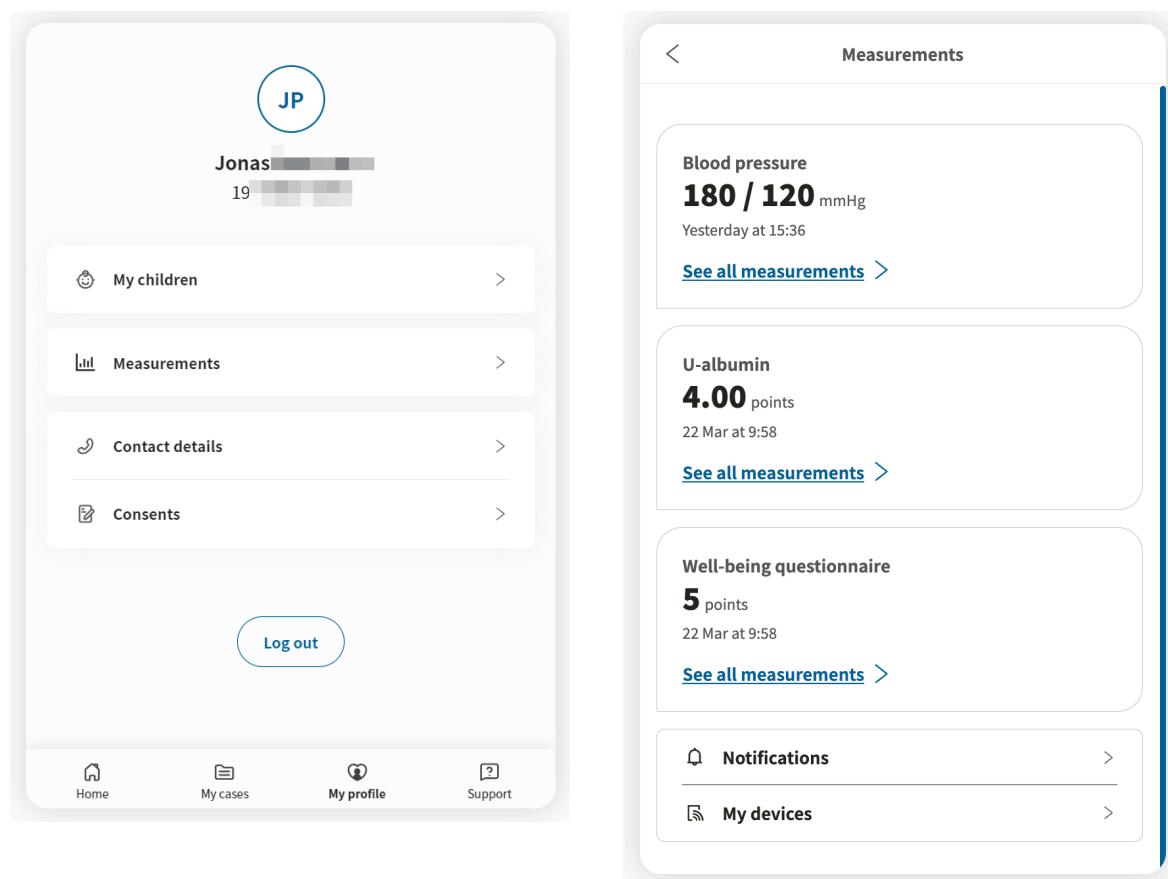 JP
Jonas
19
My children
Measurements
Contact details
Consents
Log out
Home
My cases
My profile
Support
Measurements
Blood pressure
180 / 120 mmHg
Yesterday at 15:36
See all measurements
U-albumin
4.00 points
22 Mar at 9:58
See all measurements
Well-being questionnaire
5 points
22 Mar at 9:58
See all measurements
Notifications
My devices